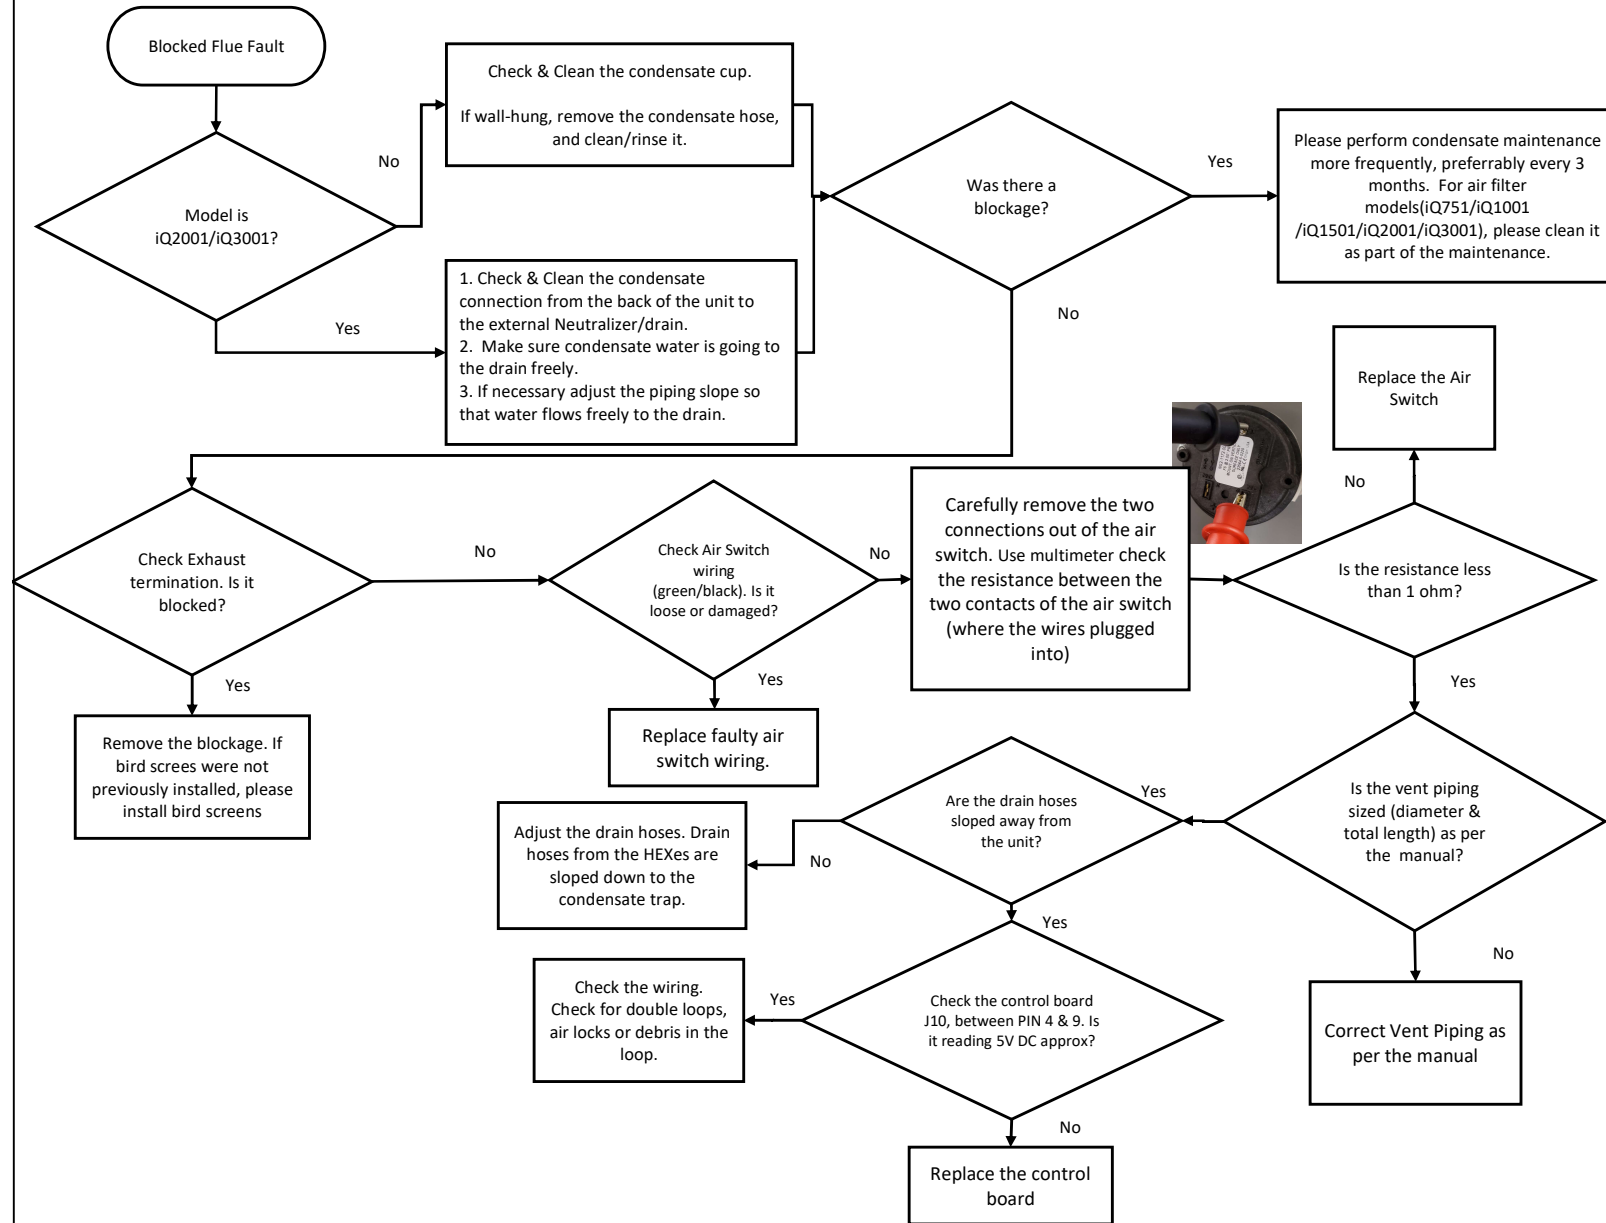 Blocked Flue Fault
Model is
iQ2001/iQ3001?
No
Yes
Check & Clean the condensate cup.
If wall-hung, remove the condensate hose,
and clean/rinse it.
1. Check & Clean the condensate
connection from the back of the unit to
the external Neutralizer/drain.
2.  Make sure condensate water is going to
the drain freely.
3. If necessary adjust the piping slope so
that water flows freely to the drain.
Was there a
blockage?
Yes
No
Please perform condensate maintenance
more frequently, preferrably every 3
months.  For air filter
models(iQ751/iQ1001
/iQ1501/iQ2001/iQ3001), please clean it
as part of the maintenance.
Check Exhaust
termination. Is it
blocked?
No
Yes
Remove the blockage. If
bird screes were not
previously installed, please
install bird screens
Check Air Switch
wiring
(green/black). Is it
loose or damaged?
No
Yes
Replace faulty air
switch wiring.
Carefully remove the two
connections out of the air
switch. Use multimeter check
the resistance between the
two contacts of the air switch
(where the wires plugged
into)
Is the resistance less
than 1 ohm?
No
Replace the Air
Switch
Yes
Is the vent piping
sized (diameter &
total length) as per
the  manual?
Yes
No
Correct Vent Piping as
per the manual
Are the drain hoses
sloped away from
the unit?
No
Adjust the drain hoses. Drain
hoses from the HEXes are
sloped down to the
condensate trap.
Yes
Check the control board
J10, between PIN 4 & 9. Is
it reading 5V DC approx?
Yes
Check the wiring.
Check for double loops,
air locks or debris in the
loop.
No
Replace the control
board